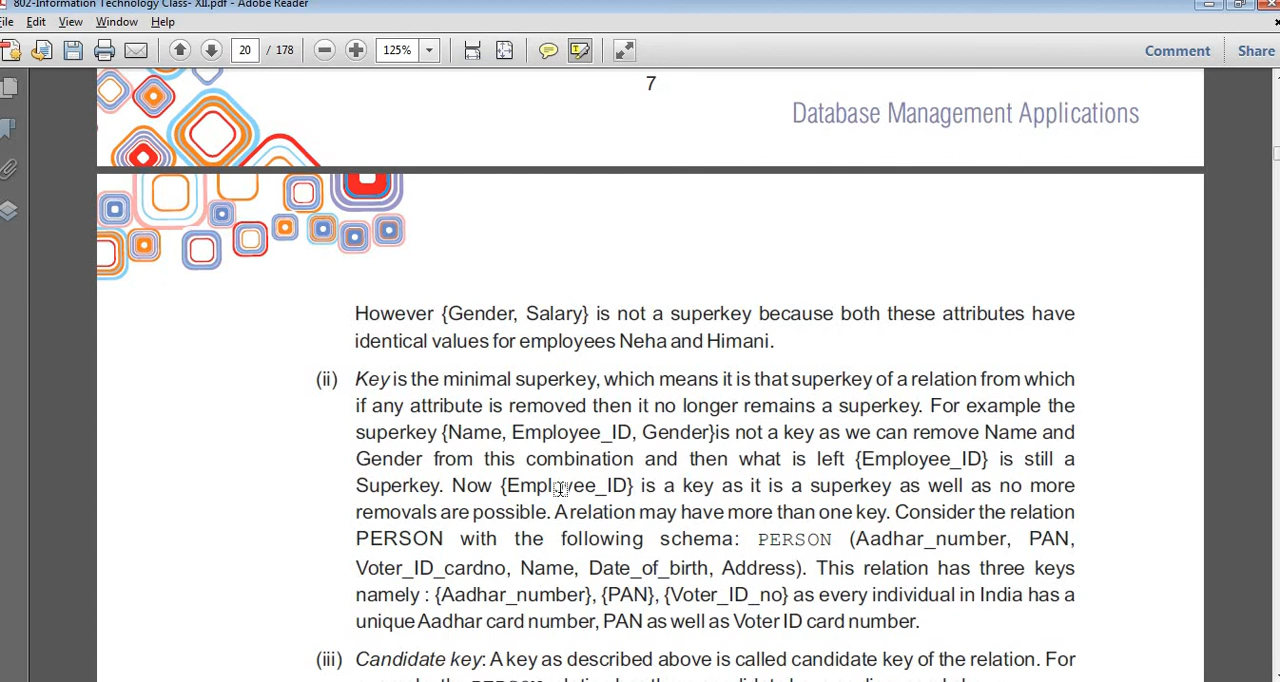 802-Information Technology Class- XII.pdf - Adobe Reader
File Edit View Window Help
20 / 178 125% Comment Share
7
Database Management Applications
However {Gender, Salary} is not a superkey because both these attributes have
identical values for employees Neha and Himani.
(ii) Key is the minimal superkey, which means it is that superkey of a relation from which
if any attribute is removed then it no longer remains a superkey. For example the
superkey {Name, Employee_ID, Gender}is not a key as we can remove Name and
Gender from this combination and then what is left {Employee_ID} is still a
Superkey. Now {Employee_ID} is a key as it is a superkey as well as no more
removals are possible. A relation may have more than one key. Consider the relation
PERSON with the following schema: PERSON (Aadhar_number, PAN,
Voter_ID_cardno, Name, Date_of_birth, Address). This relation has three keys
namely : {Aadhar_number}, {PAN}, {Voter_ID_no} as every individual in India has a
unique Aadhar card number, PAN as well as Voter ID card number.
(iii) Candidate key: A key as described above is called candidate key of the relation. For